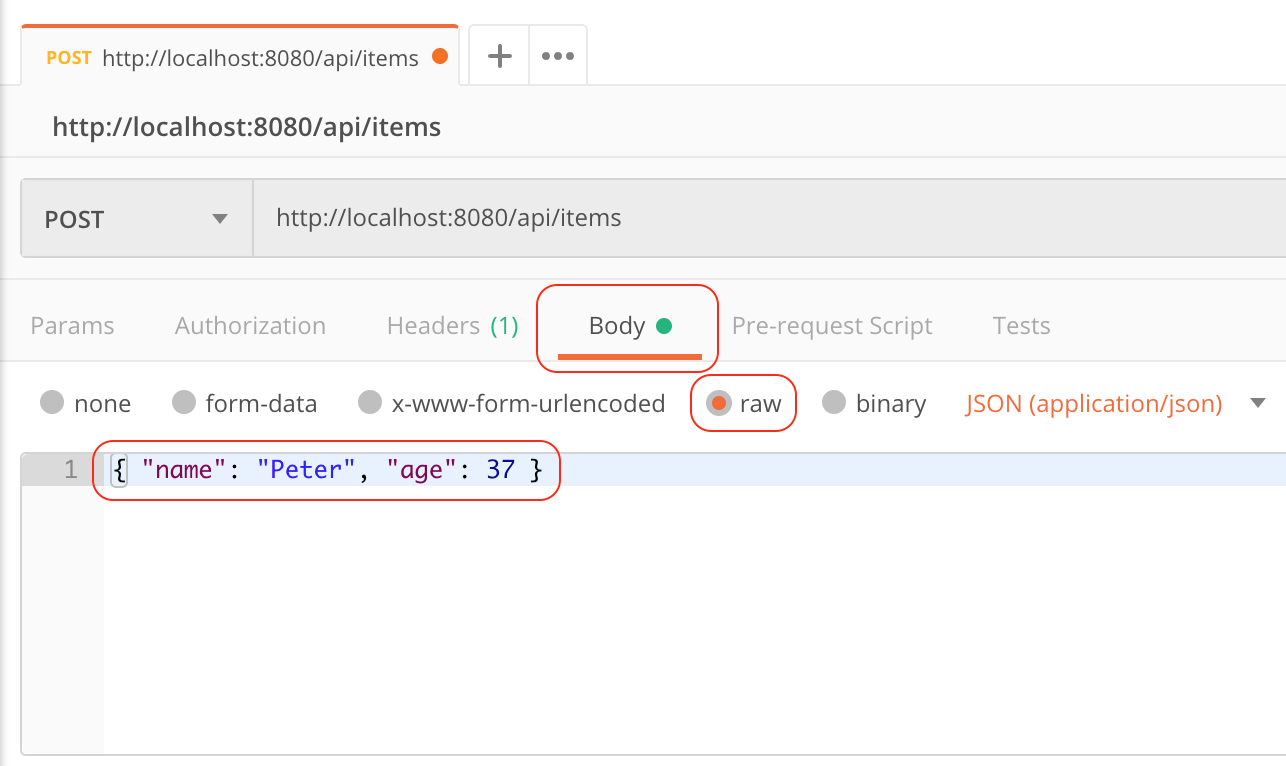 POST http://localhost:8080/api/items
http://localhost:8080/api/items
POST http://localhost:8080/api/items
Params Authorization Headers (1) Body Pre-request Script Tests
none form-data x-www-form-urlencoded raw binary JSON (application/json)
1 { "name": "Peter", "age": 37 }